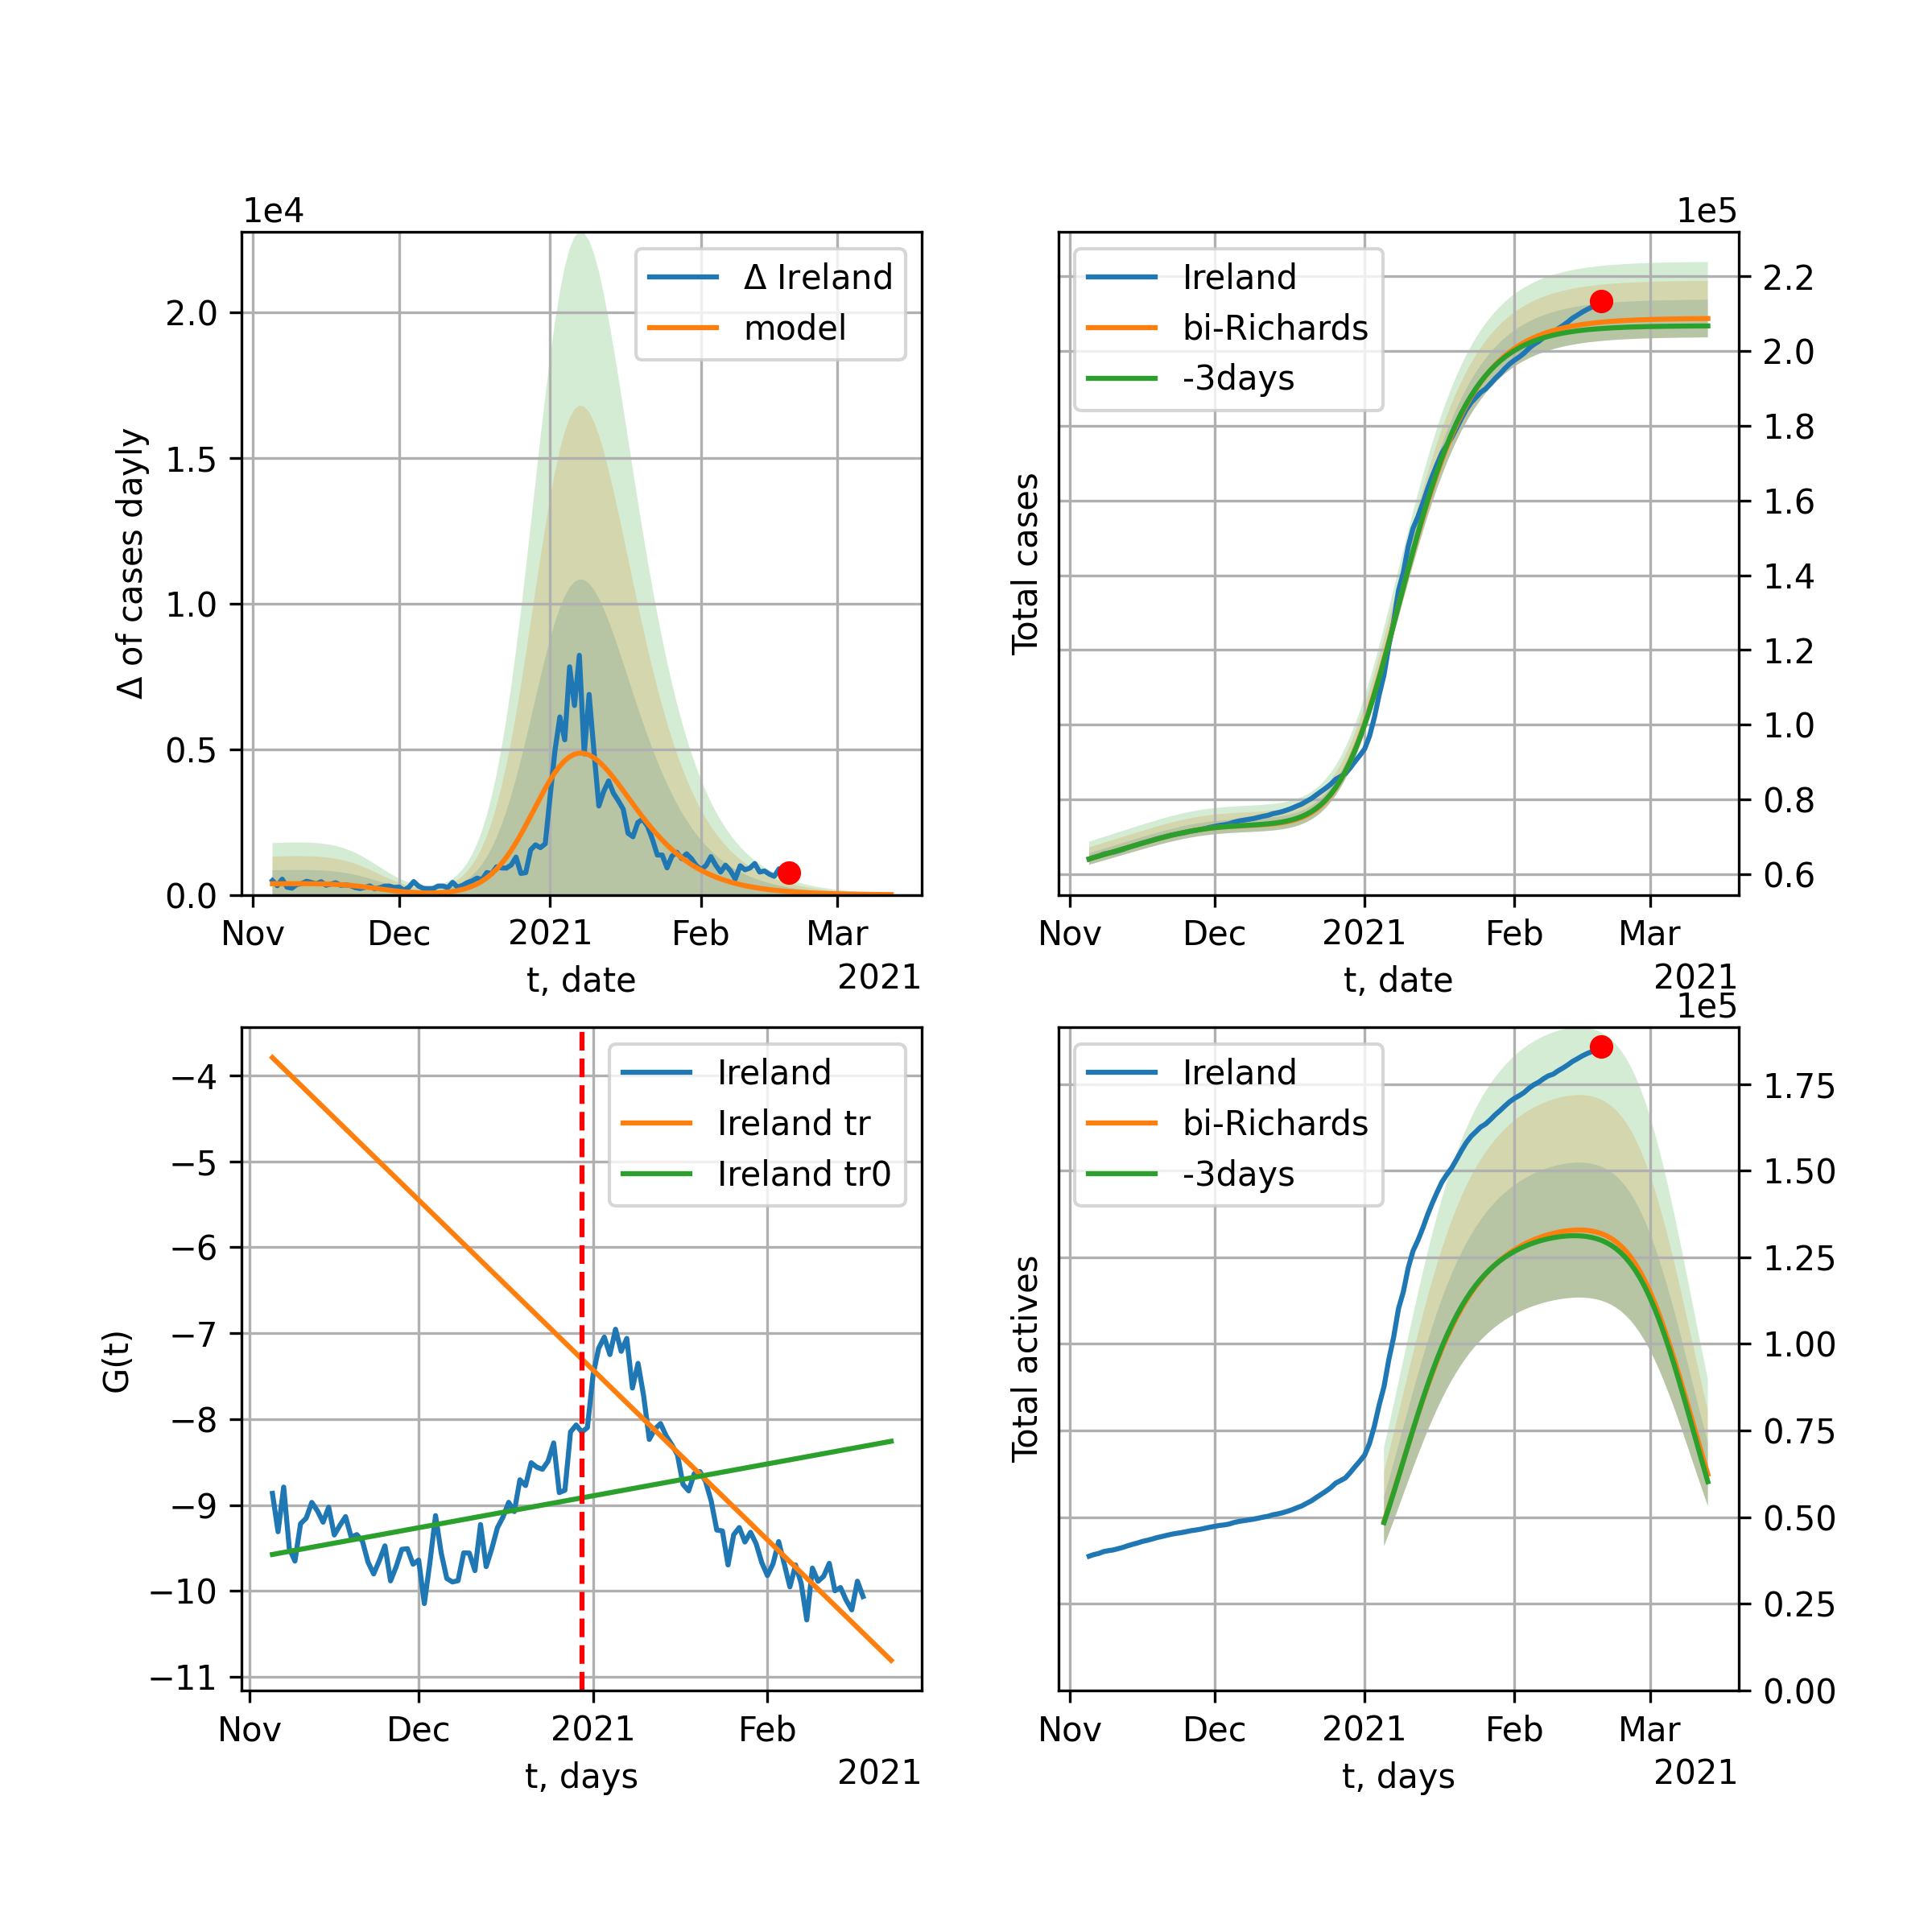 1e4
Δ of cases dayly
2.0
1.5
1.0
0.5
0.0
Δ Ireland
model
Nov Dec 2021 Feb Mar
t, date
2021
1e5
Total cases
Ireland
bi-Richards
-3days
2.2
2.0
1.8
1.6
1.4
1.2
1.0
0.8
0.6
Nov Dec 2021 Feb Mar
t, date
2021
G(t)
−4
−5
−6
−7
−8
−9
−10
−11
Ireland
Ireland tr
Ireland tr0
Nov Dec 2021 Feb
t, days
2021
1e5
Total actives
Ireland
bi-Richards
-3days
1.75
1.50
1.25
1.00
0.75
0.50
0.25
0.00
Nov Dec 2021 Feb Mar
t, days
2021